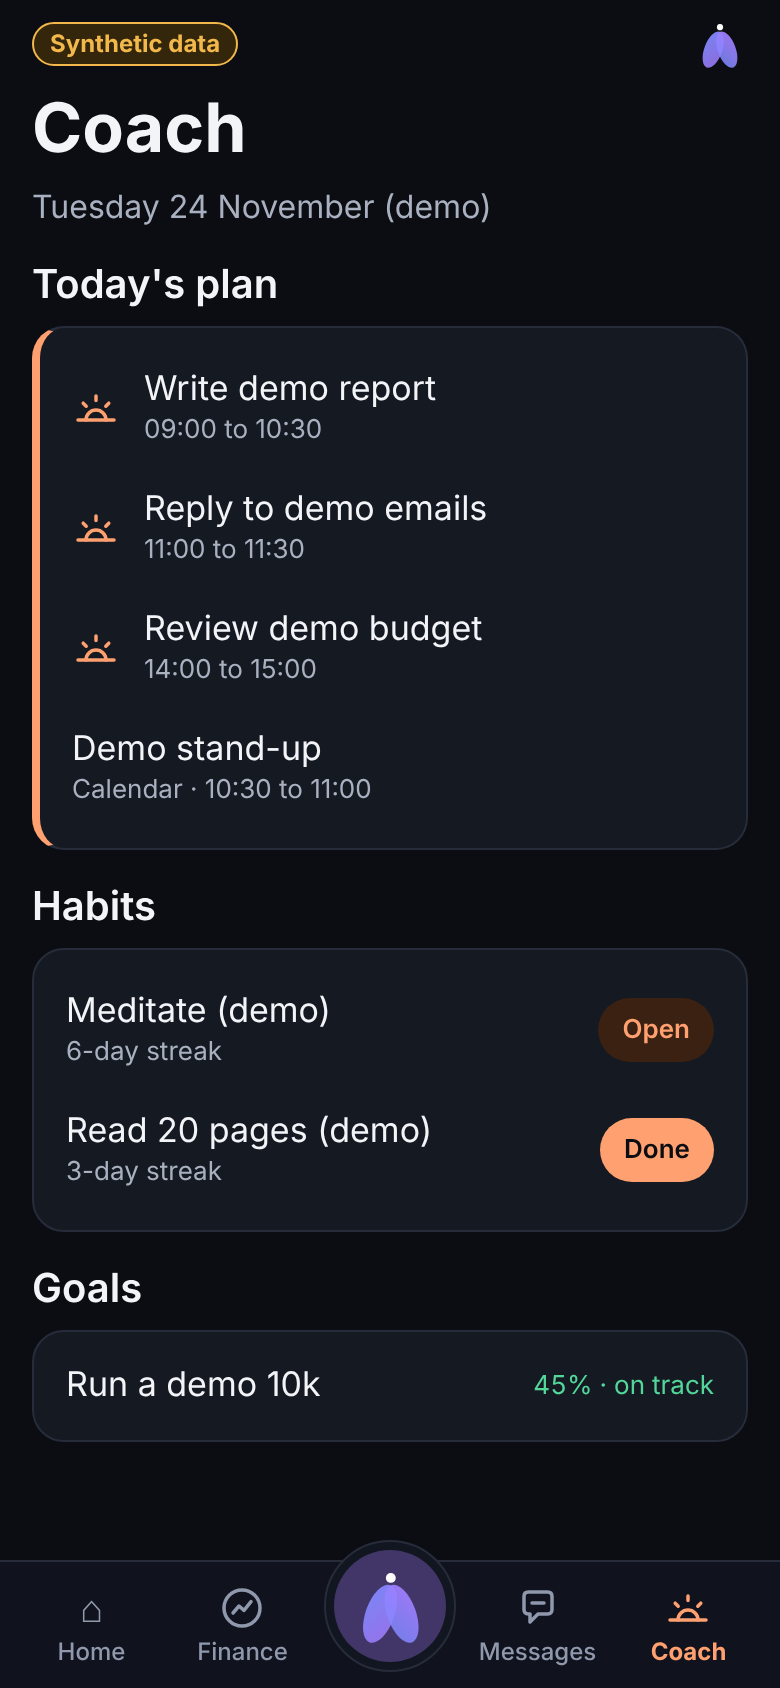 Synthetic data
Coach
Tuesday 24 November (demo)
Today's plan
Write demo report
09:00 to 10:30
Reply to demo emails
11:00 to 11:30
Review demo budget
14:00 to 15:00
Demo stand-up
Calendar · 10:30 to 11:00
Habits
Meditate (demo)
6-day streak
Open
Read 20 pages (demo)
3-day streak
Done
Goals
Run a demo 10k
45% · on track
Home
Finance
Messages
Coach